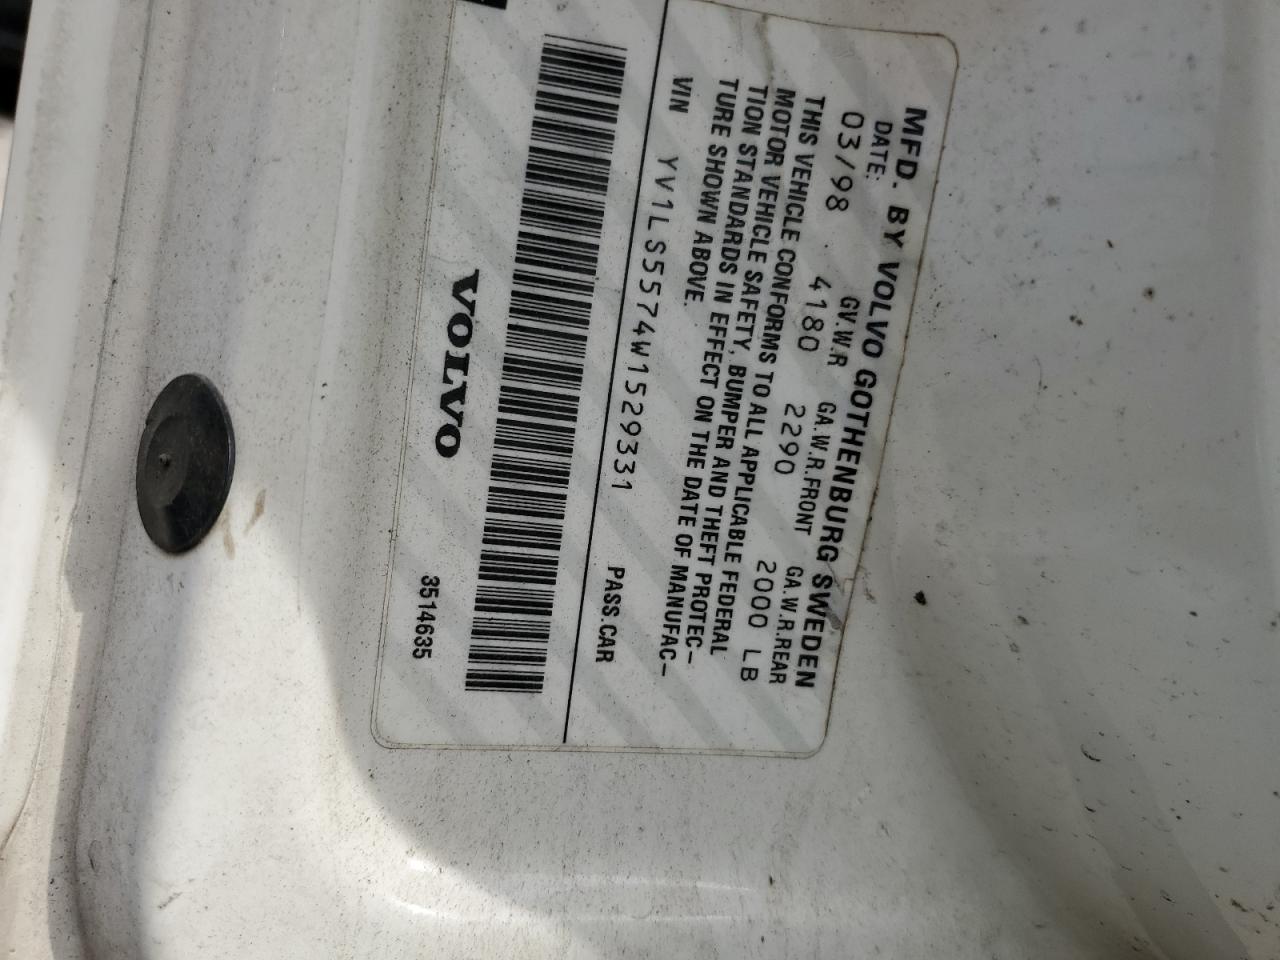 MFD. BY VOLVO GOTHENBURG SWEDEN
DATE: GV.W.R GA.W.R.FRONT GA.W.R.REAR
03/98 4180 2290 2000 LB
THIS VEHICLE CONFORMS TO ALL APPLICABLE FEDERAL
MOTOR VEHICLE SAFETY, BUMPER AND THEFT PROTEC-
TION STANDARDS IN EFFECT ON THE DATE OF MANUFAC-
TURE SHOWN ABOVE.
VIN YV1LS5574W1529331 PASS.CAR
VOLVO 3514635